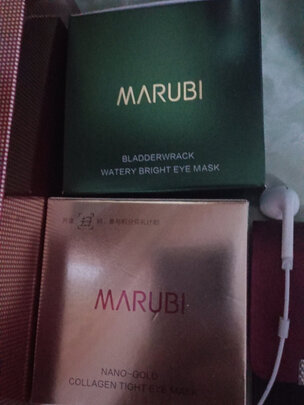 MARUBI
BLADDERWRACK
WATERY BRIGHT EYE MASK
MARUBI
NANO-GOLD
COLLAGEN TIGHT EYE MASK